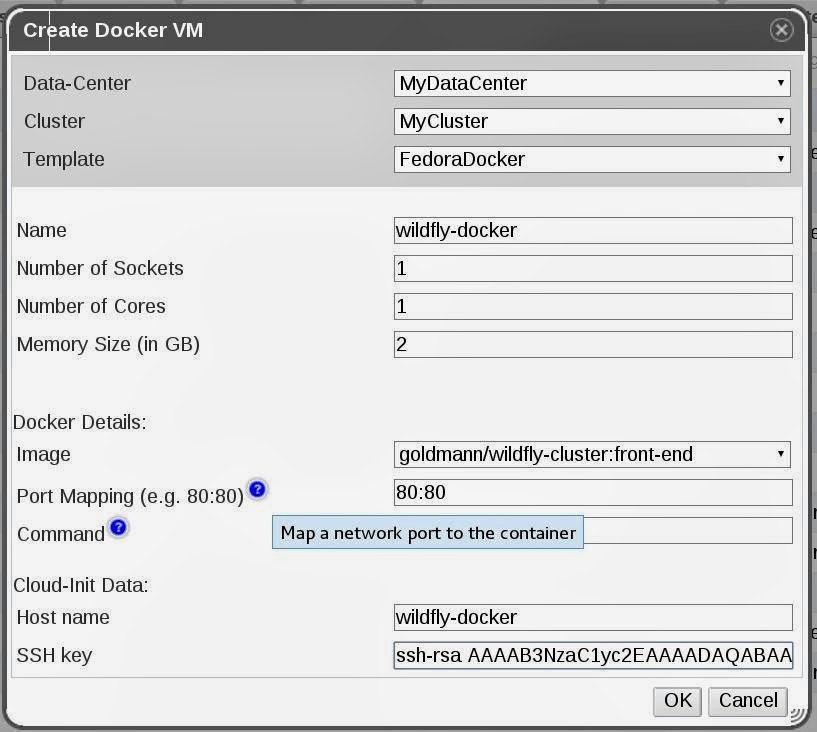 Create Docker VM
Data-Center MyDataCenter
Cluster MyCluster
Template FedoraDocker
Name wildfly-docker
Number of Sockets 1
Number of Cores 1
Memory Size (in GB) 2
Docker Details:
Image goldmann/wildfly-cluster:front-end
Port Mapping (e.g. 80:80) ? 80:80
Command ?
Map a network port to the container
Cloud-Init Data:
Host name wildfly-docker
SSH key ssh-rsa AAAAB3NzaC1yc2EAAAADAQABAA
OK Cancel